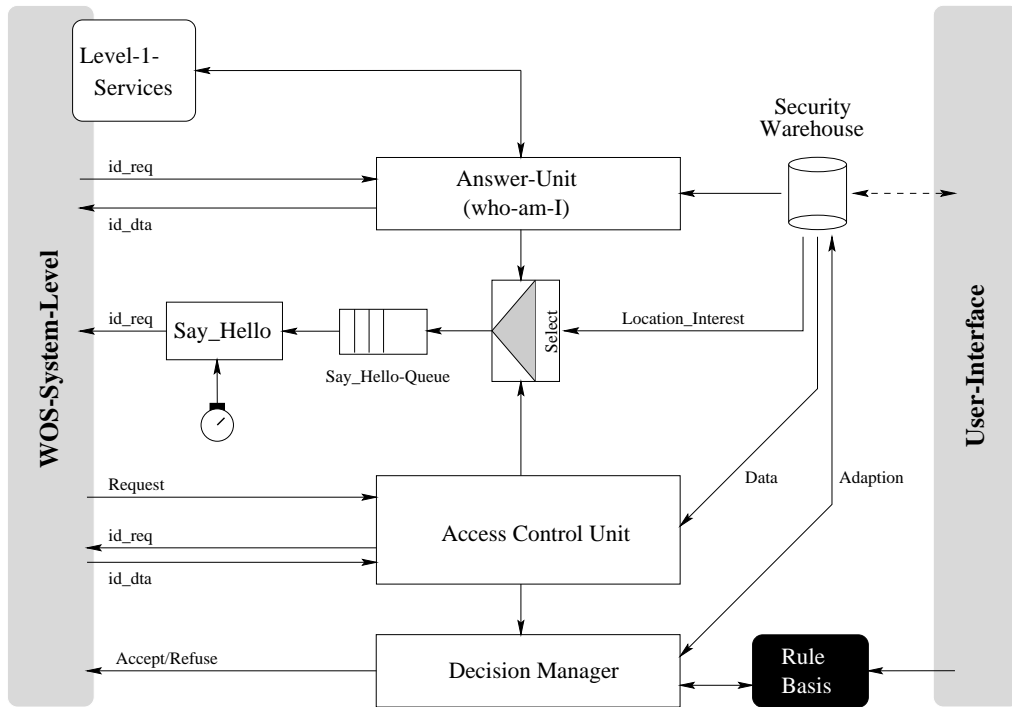 Level-1-
Services
Security
Warehouse
id_req
Answer-Unit
(who-am-I)
id_dta
WOS-System-Level
User-Interface
id_req
Say_Hello
Say_Hello-Queue
Select
Location_Interest
Request
Data
Adaption
id_req
Access Control Unit
id_dta
Accept/Refuse
Decision Manager
Rule
Basis